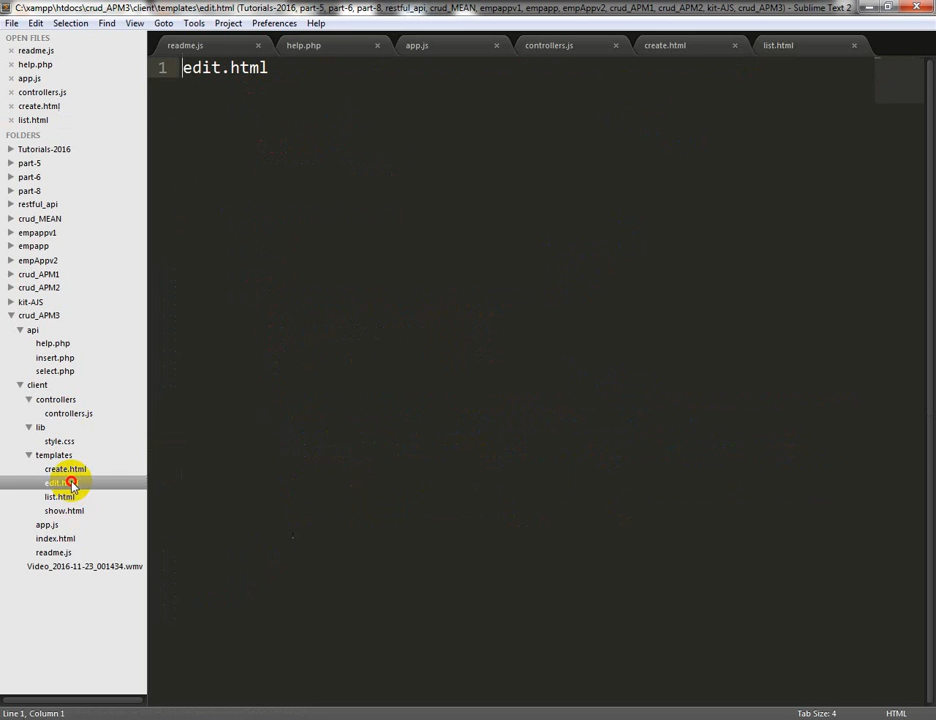 C:\xampp\htdocs\crud_APM3\client\templates\edit.html (Tutorials-2016, part-5, part-6, part-8, restful_api, crud_MEAN, empappv1, empapp, empAppv2, crud_APM1, crud_APM2, kit-AJS, crud_APM3) - Sublime Text 2
File Edit Selection Find View Goto Tools Project Preferences Help
OPEN FILES
readme.js
help.php
app.js
controllers.js
create.html
list.html
FOLDERS
Tutorials-2016
part-5
part-6
part-8
restful_api
crud_MEAN
empappv1
empapp
empAppv2
crud_APM1
crud_APM2
kit-AJS
crud_APM3
api
help.php
insert.php
select.php
client
controllers
controllers.js
lib
style.css
templates
create.html
edit.html
list.html
show.html
app.js
index.html
readme.js
Video_2016-11-23_001434.wmv
readme.js help.php app.js controllers.js create.html list.html
1 edit.html
Line 1, Column 1 Tab Size: 4 HTML